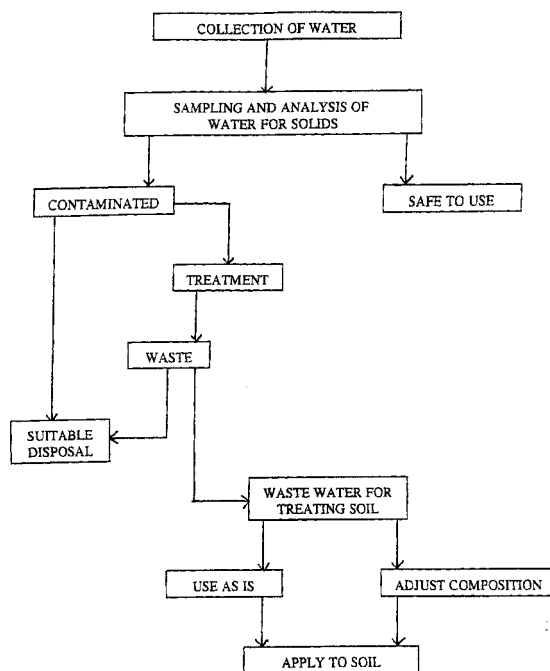 COLLECTION OF WATER
SAMPLING AND ANALYSIS OF
WATER FOR SOLIDS
CONTAMINATED
SAFE TO USE
TREATMENT
WASTE
SUITABLE
DISPOSAL
WASTE WATER FOR
TREATING SOIL
USE AS IS
ADJUST COMPOSITION
APPLY TO SOIL